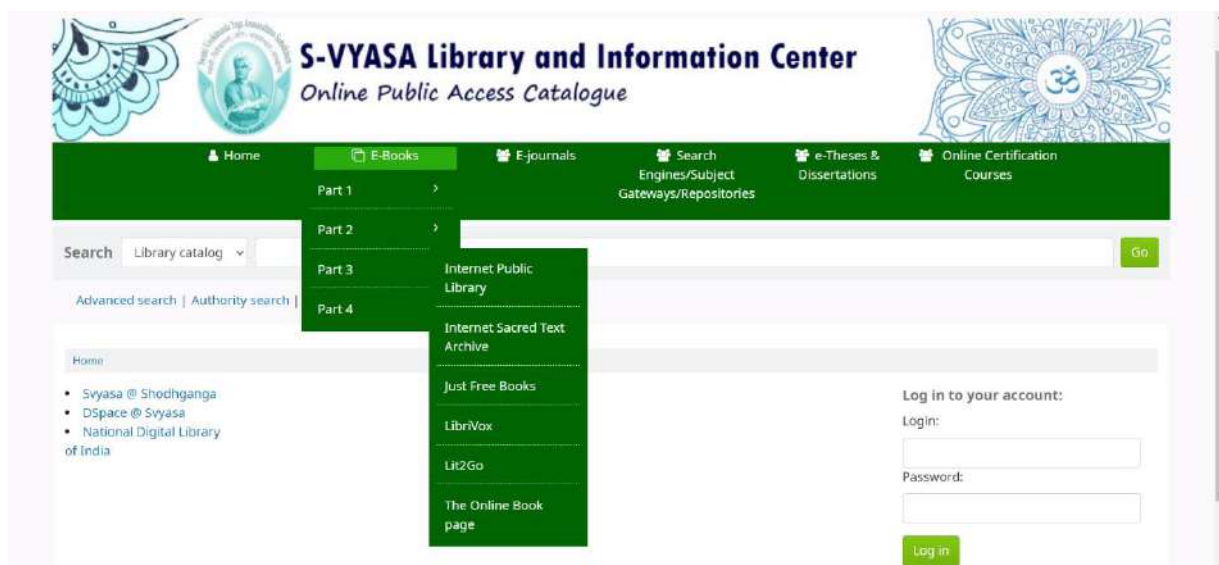 S-VYASA Library and Information Center
Online Public Access Catalogue
Home
E-Books
E-journals
Search
Engines/Subject
Gateways/Repositories
e-Theses &
Dissertations
Online Certification
Courses
Part 1
Part 2
Part 3
Part 4
Internet Public
Library
Internet Sacred Text
Archive
Just Free Books
LibriVox
Lit2Go
The Online Book
page
Search Library catalog Go
Advanced search | Authority search |
Home
Svyasa @ Shodhganga
DSpace @ Svyasa
National Digital Library
of India
Log in to your account:
Login:
Password:
Log in